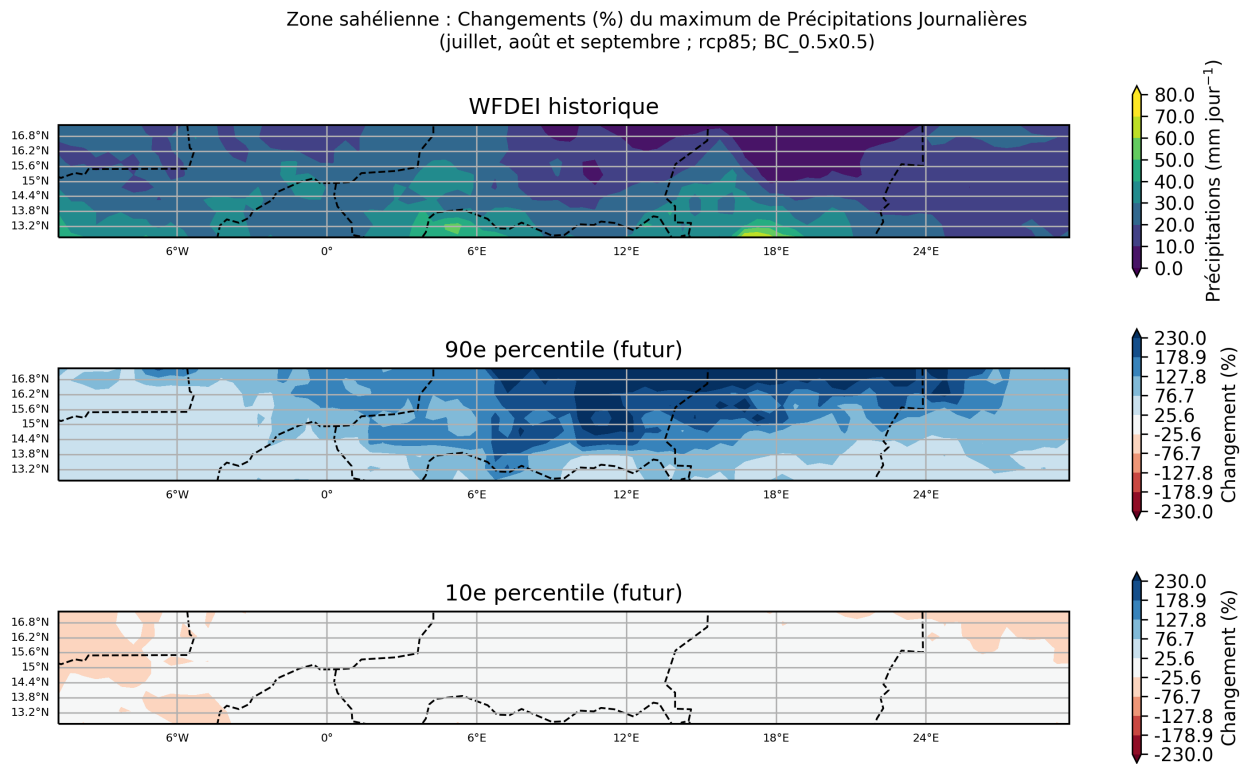 Zone sahélienne : Changements (%) du maximum de Précipitations Journalières
(juillet, août et septembre ; rcp85; BC_0.5x0.5)
WFDEI historique
16.8°N
16.2°N
15.6°N
15°N
14.4°N
13.8°N
13.2°N
6°W 0° 6°E 12°E 18°E 24°E
80.0
70.0
60.0
50.0
40.0
30.0
20.0
10.0
0.0
Précipitations (mm jour⁻¹)
90e percentile (futur)
16.8°N
16.2°N
15.6°N
15°N
14.4°N
13.8°N
13.2°N
6°W 0° 6°E 12°E 18°E 24°E
230.0
178.9
127.8
76.7
25.6
-25.6
-76.7
-127.8
-178.9
-230.0
Changement (%)
10e percentile (futur)
16.8°N
16.2°N
15.6°N
15°N
14.4°N
13.8°N
13.2°N
6°W 0° 6°E 12°E 18°E 24°E
230.0
178.9
127.8
76.7
25.6
-25.6
-76.7
-127.8
-178.9
-230.0
Changement (%)